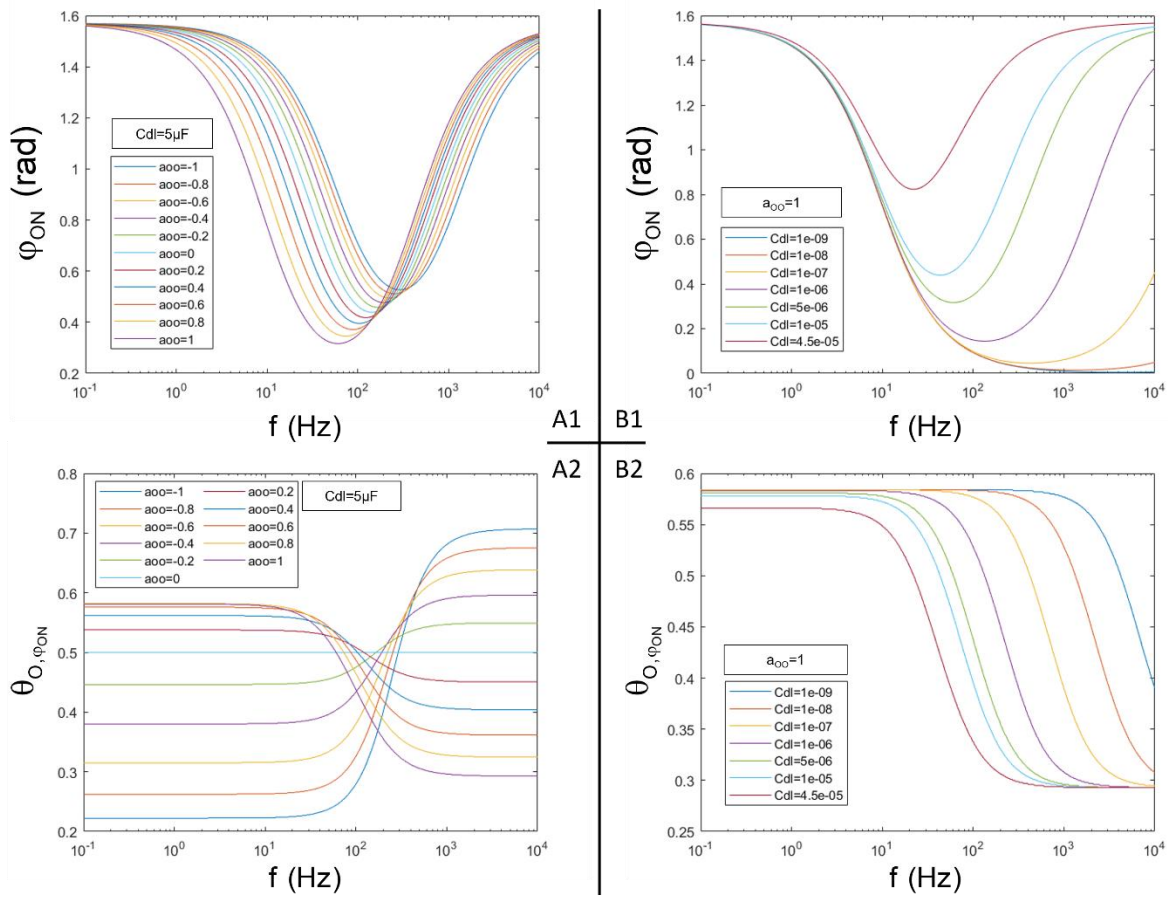 1.6
1.4
1.2
1
0.8
0.6
0.4
0.2
φON (rad)
Cdl=5µF
aoo=-1
aoo=-0.8
aoo=-0.6
aoo=-0.4
aoo=-0.2
aoo=0
aoo=0.2
aoo=0.4
aoo=0.6
aoo=0.8
aoo=1
10-1 100 101 102 103 104
f (Hz)
A1
1.6
1.4
1.2
1
0.8
0.6
0.4
0.2
0
φON (rad)
aOO=1
Cdl=1e-09
Cdl=1e-08
Cdl=1e-07
Cdl=1e-06
Cdl=5e-06
Cdl=1e-05
Cdl=4.5e-05
10-1 100 101 102 103 104
f (Hz)
B1
A2
0.8
0.7
0.6
0.5
0.4
0.3
0.2
θO,φON
aoo=-1 aoo=0.2
aoo=-0.8 aoo=0.4
aoo=-0.6 aoo=0.6
aoo=-0.4 aoo=0.8
aoo=-0.2 aoo=1
aoo=0
Cdl=5µF
10-1 100 101 102 103 104
f (Hz)
B2
0.6
0.55
0.5
0.45
0.4
0.35
0.3
0.25
θO,φON
aOO=1
Cdl=1e-09
Cdl=1e-08
Cdl=1e-07
Cdl=1e-06
Cdl=5e-06
Cdl=1e-05
Cdl=4.5e-05
10-1 100 101 102 103 104
f (Hz)